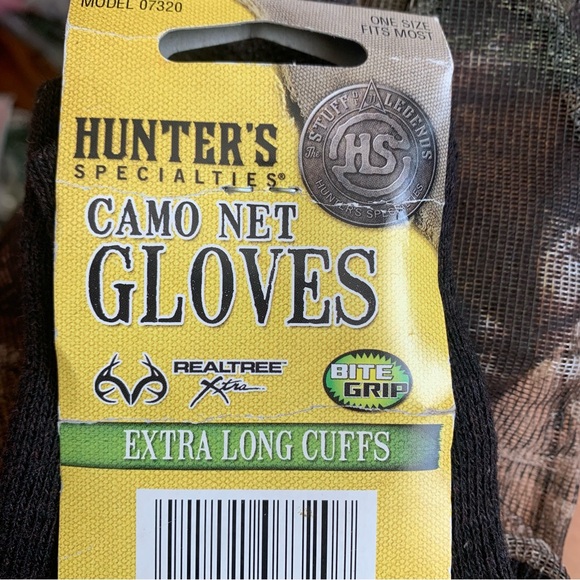 MODEL 07320
ONE SIZE
FITS MOST
HUNTER'S
SPECIALTIES®
The STUFF OF LEGENDS
HS
HUNTER'S SPECIALTIES
CAMO NET
GLOVES
REALTREE™
Xtra
BITE
GRIP
EXTRA LONG CUFFS